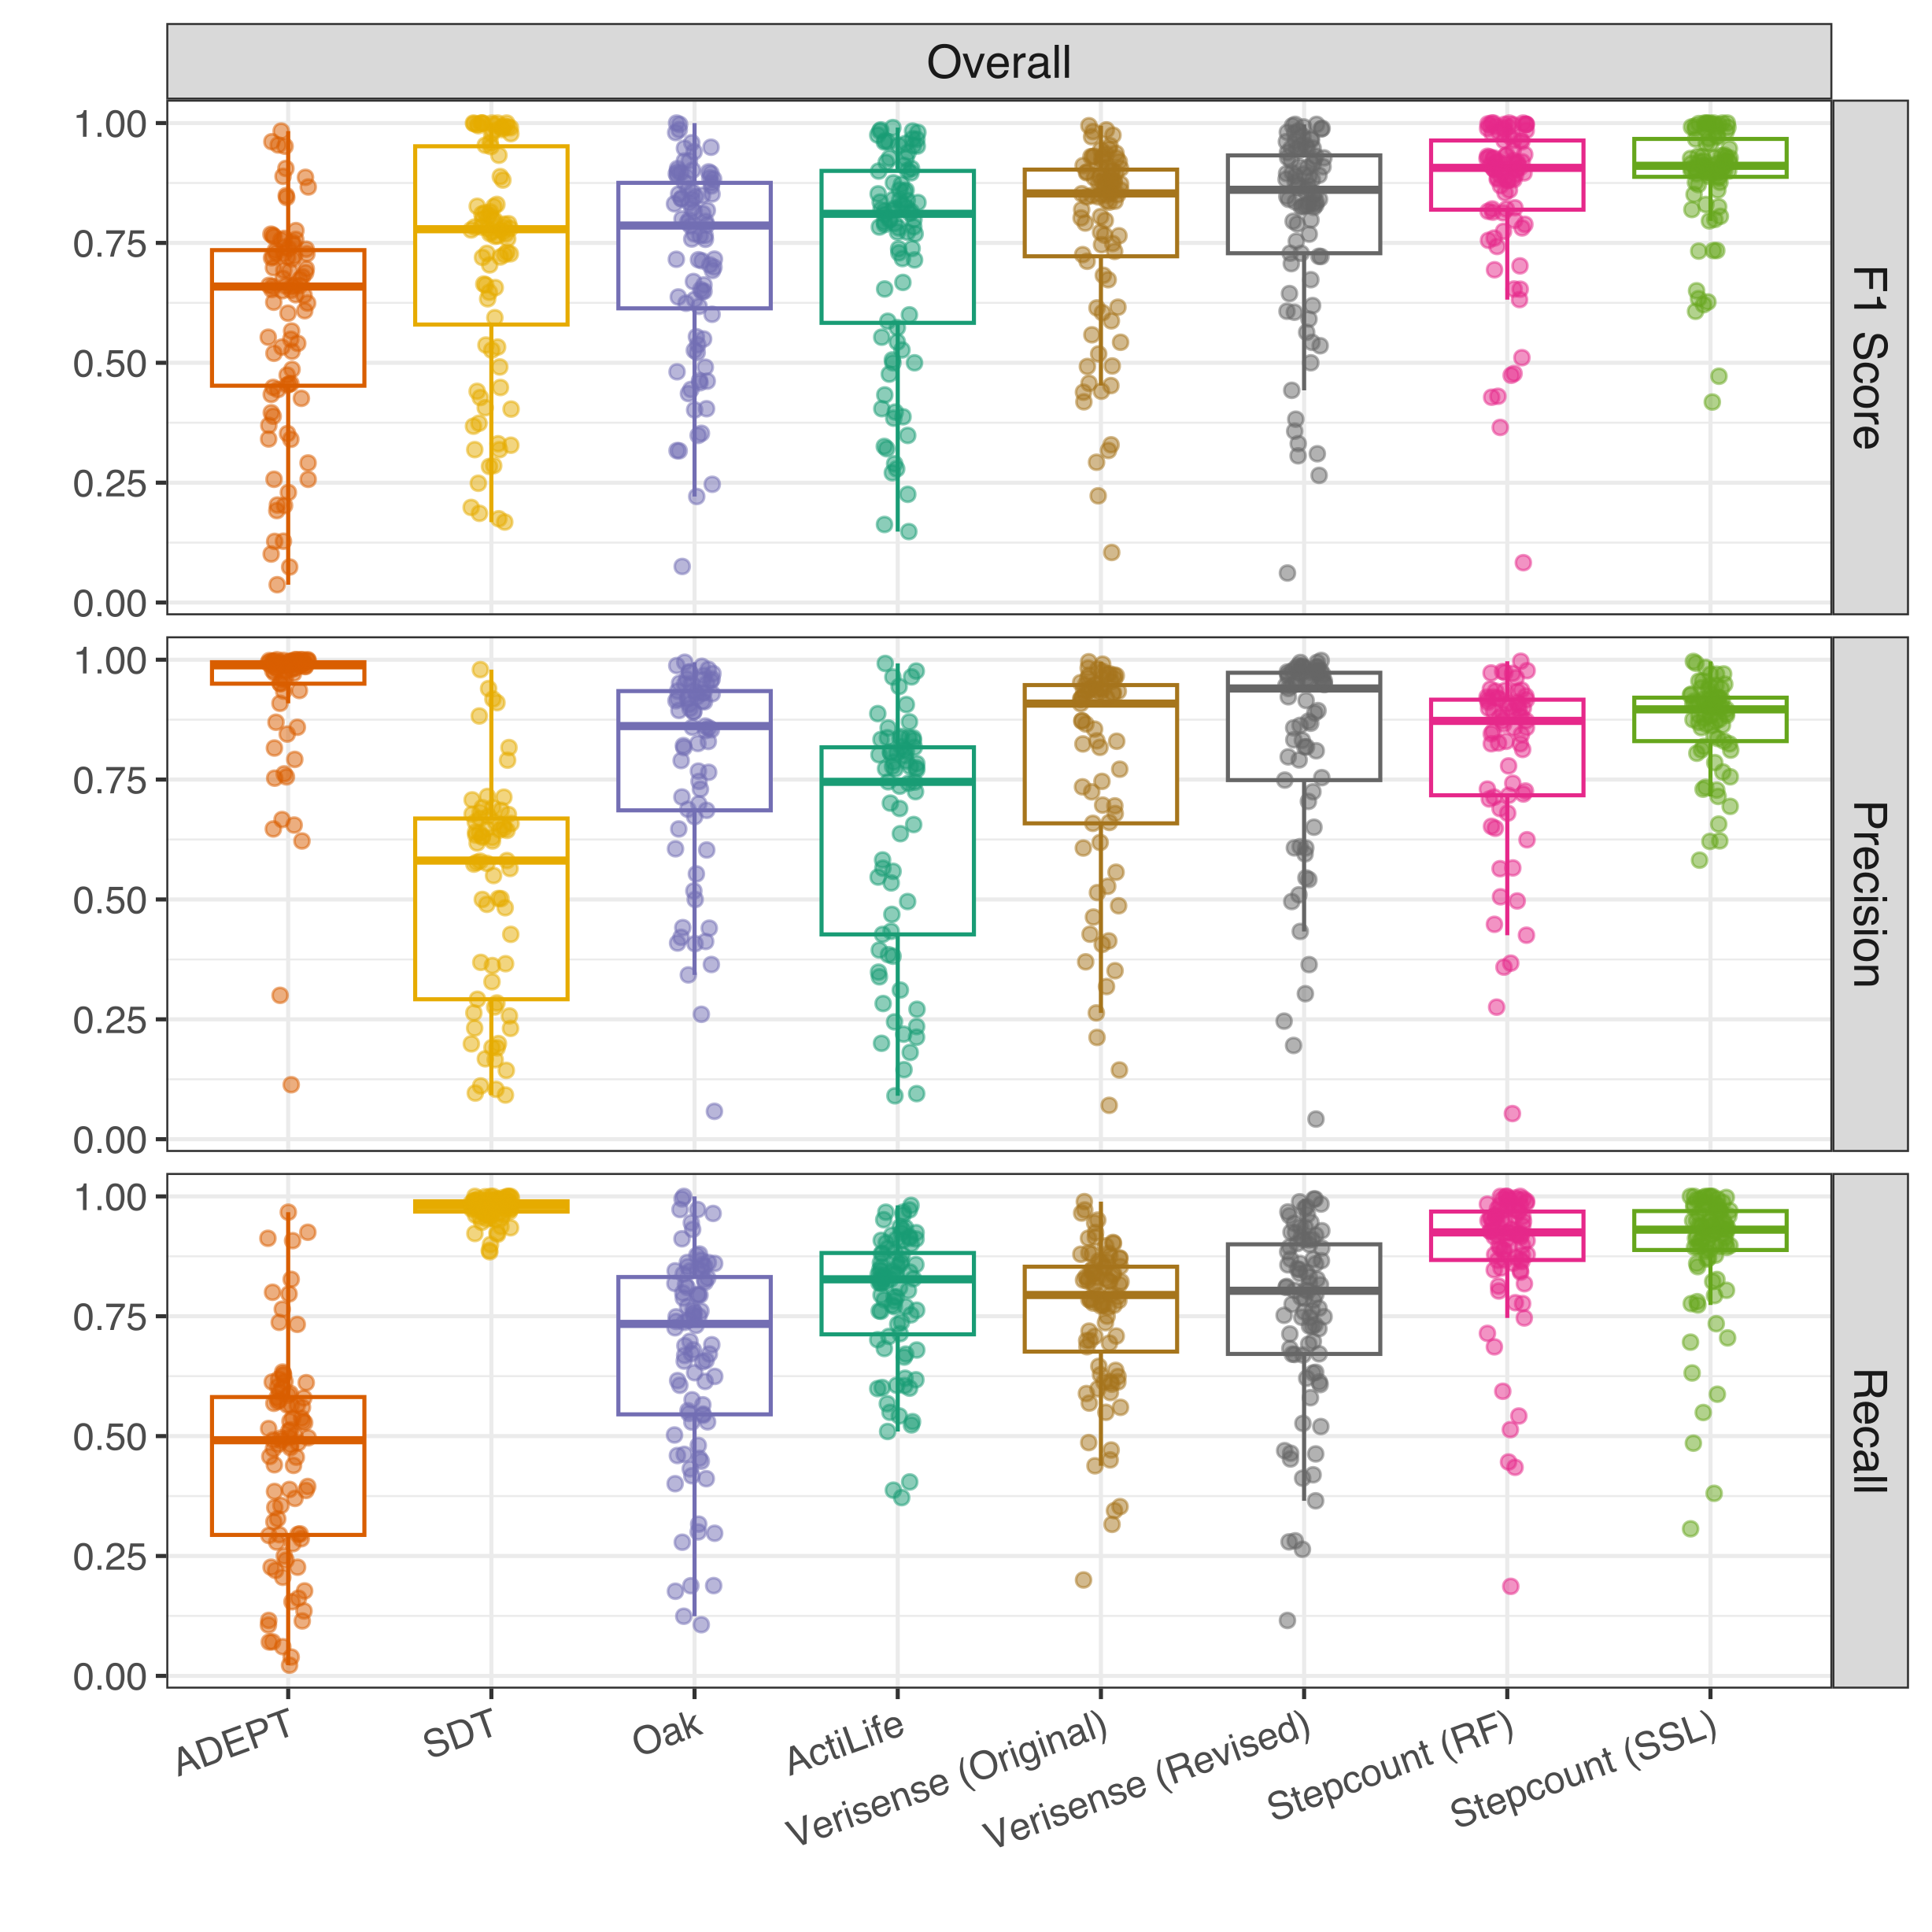 Overall
1.00
0.75
0.50
0.25
0.00
F1 Score
1.00
0.75
0.50
0.25
0.00
Precision
1.00
0.75
0.50
0.25
0.00
Recall
ADEPT
SDT
Oak
ActiLife
Verisense (Original)
Verisense (Revised)
Stepcount (RF)
Stepcount (SSL)